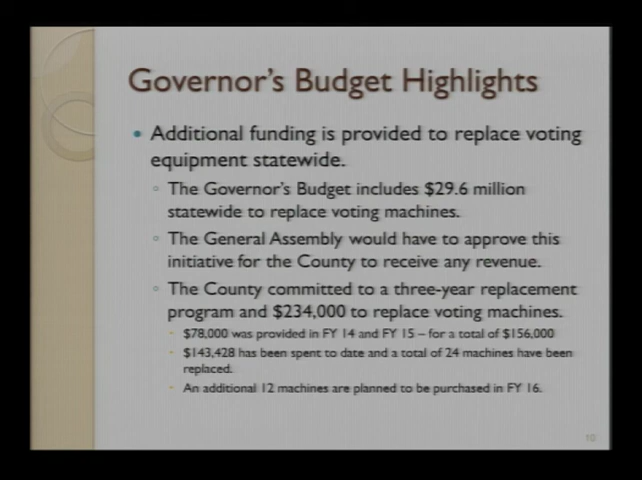 Governor's Budget Highlights
• Additional funding is provided to replace voting
equipment statewide.
◦ The Governor's Budget includes $29.6 million
statewide to replace voting machines.
◦ The General Assembly would have to approve this
initiative for the County to receive any revenue.
◦ The County committed to a three-year replacement
program and $234,000 to replace voting machines.
- $78,000 was provided in FY 14 and FY 15 – for a total of $156,000
- $143,428 has been spent to date and a total of 24 machines have been
replaced.
- An additional 12 machines are planned to be purchased in FY 16.
10